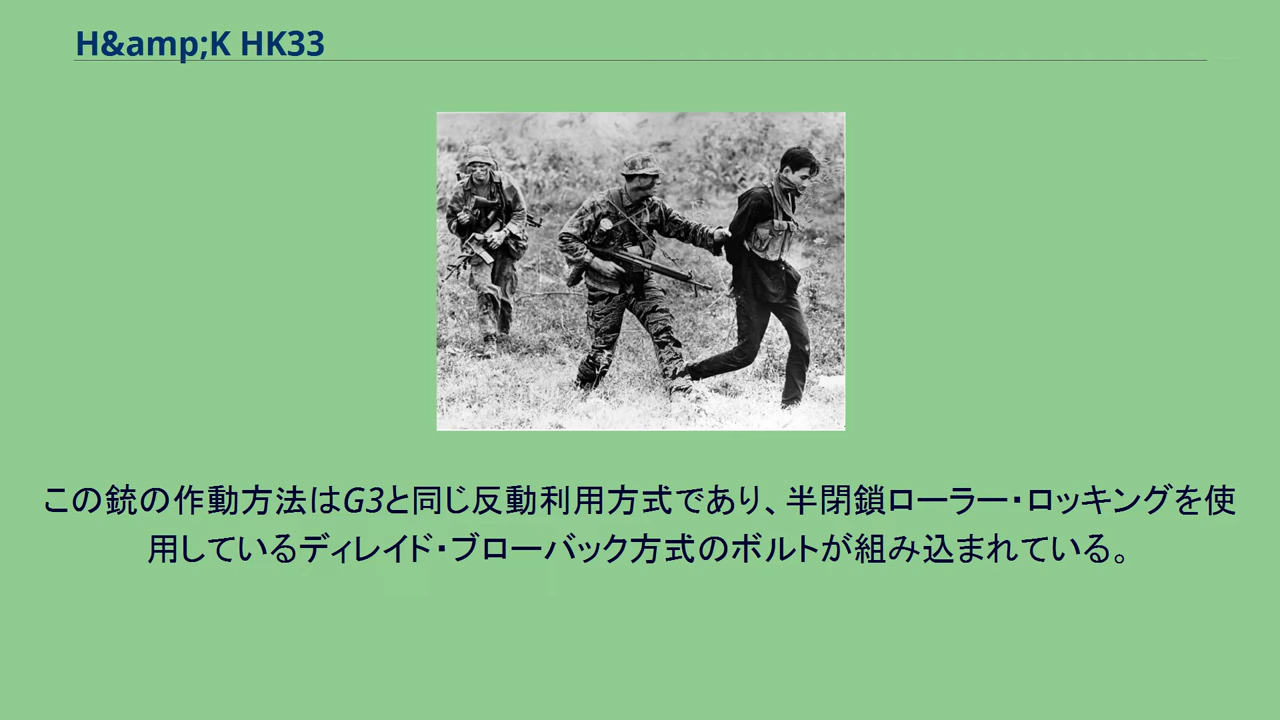 H&amp;K HK33
この銃の作動方法はG3と同じ反動利用方式であり、半閉鎖ローラー・ロッキングを使
用しているディレイド・ブローバック方式のボルトが組み込まれている。